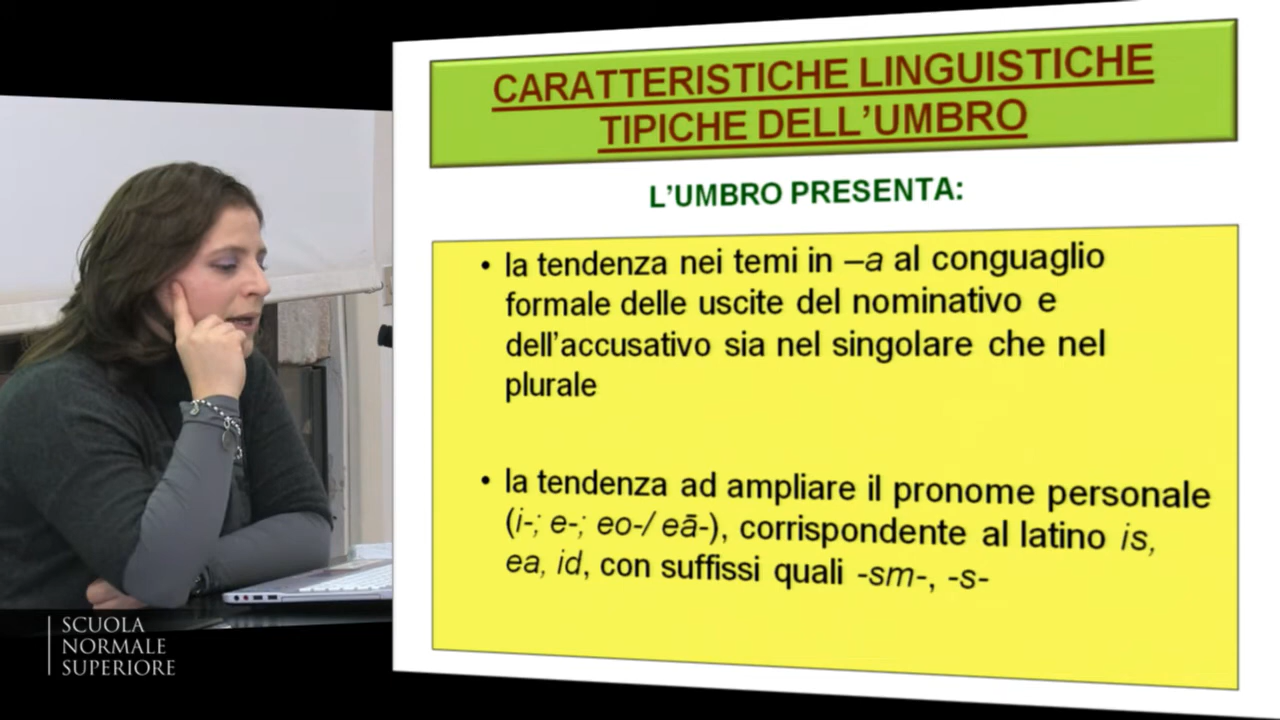 CARATTERISTICHE LINGUISTICHE
TIPICHE DELL’UMBRO
L’UMBRO PRESENTA:
• la tendenza nei temi in –a al conguaglio
formale delle uscite del nominativo e
dell’accusativo sia nel singolare che nel
plurale
• la tendenza ad ampliare il pronome personale
(i-; e-; eo-/ eā-), corrispondente al latino is,
ea, id, con suffissi quali -sm-, -s-
SCUOLA
NORMALE
SUPERIORE